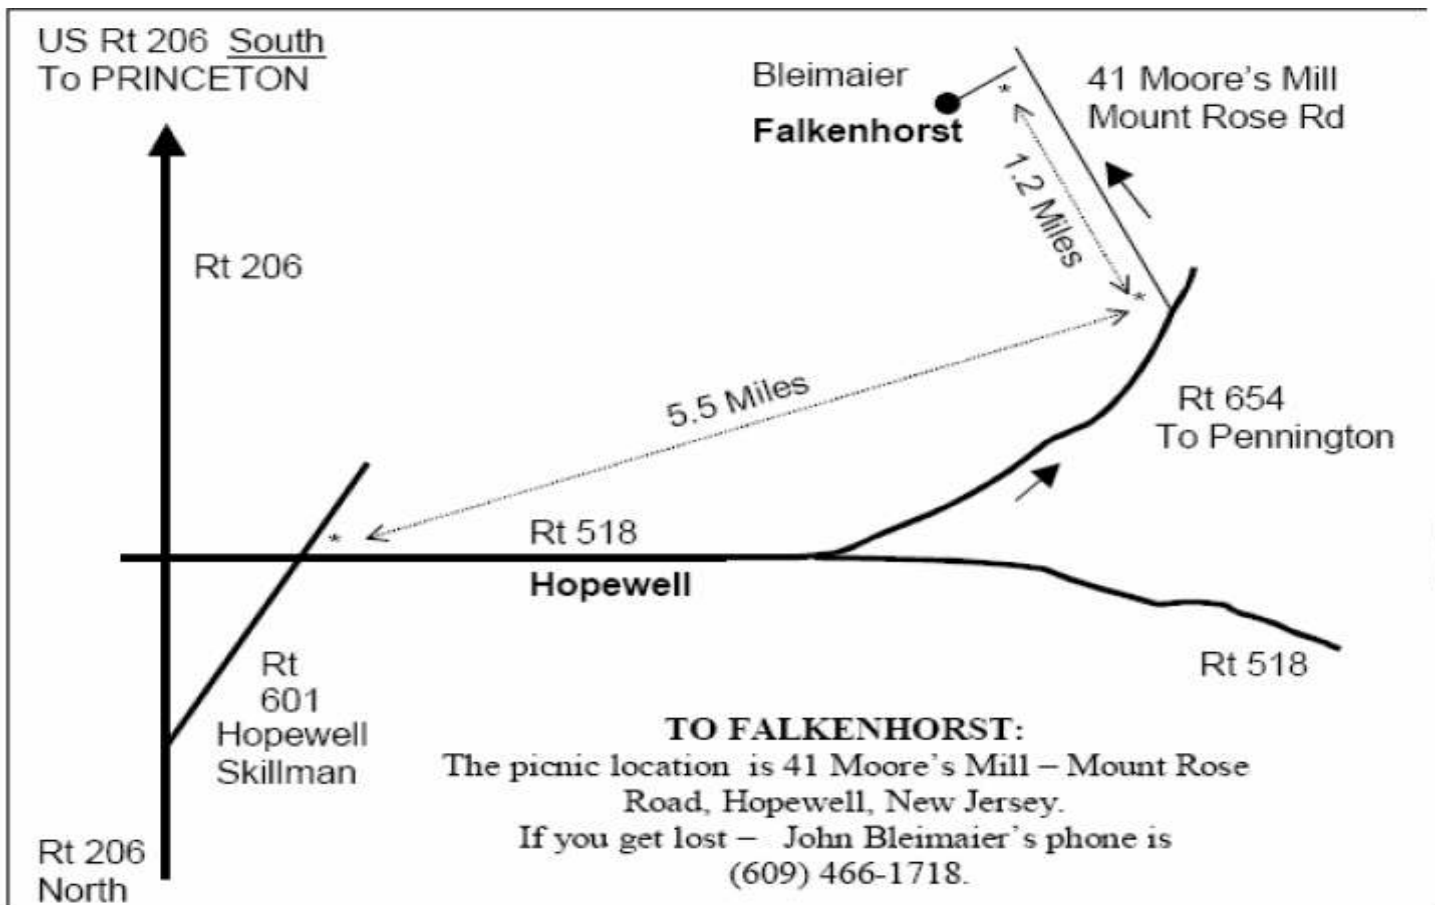 US Rt 206 South
To PRINCETON
Bleimaier
Falkenhorst
41 Moore's Mill
Mount Rose Rd
*
1.2 Miles
*
Rt 206
5.5 Miles
Rt 654
To Pennington
*
Rt 518
Hopewell
Rt
601
Hopewell
Skillman
Rt 518
TO FALKENHORST:
The picnic location is 41 Moore's Mill – Mount Rose
Road, Hopewell, New Jersey.
If you get lost – John Bleimaier's phone is
(609) 466-1718.
Rt 206
North